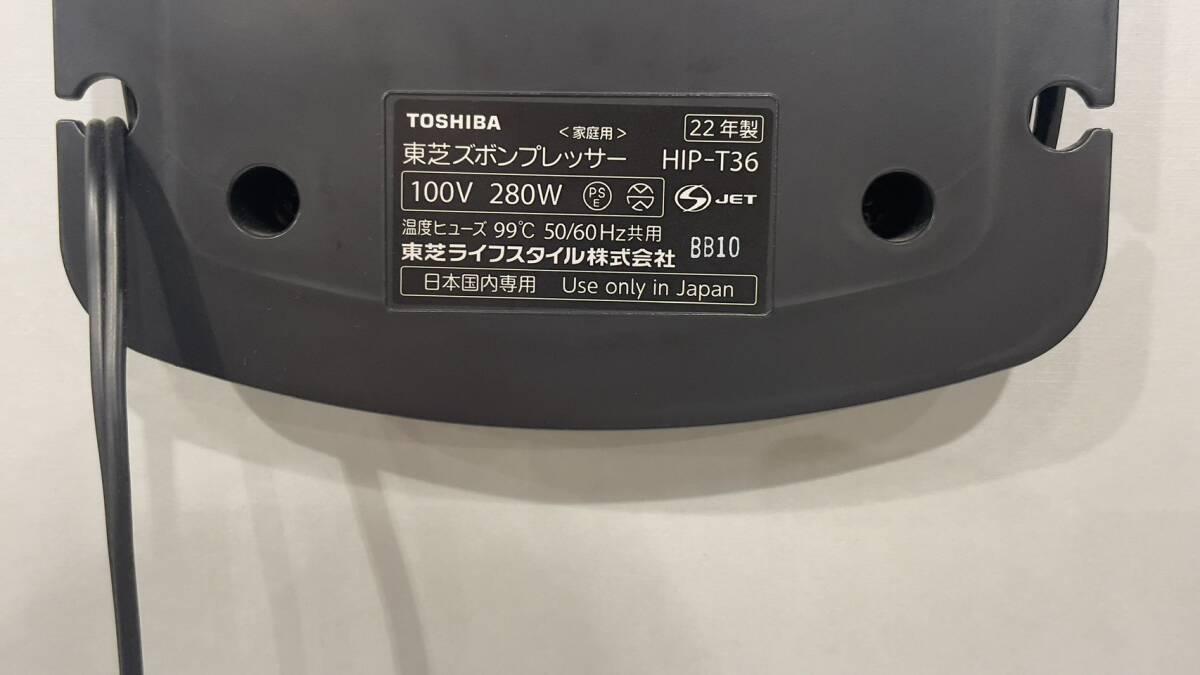 TOSHIBA <家庭用> 22年製
東芝ズボンプレッサー HIP-T36
100V 280W PS E JET
温度ヒューズ 99℃ 50/60Hz共用
東芝ライフスタイル株式会社 BB10
日本国内専用 Use only in Japan